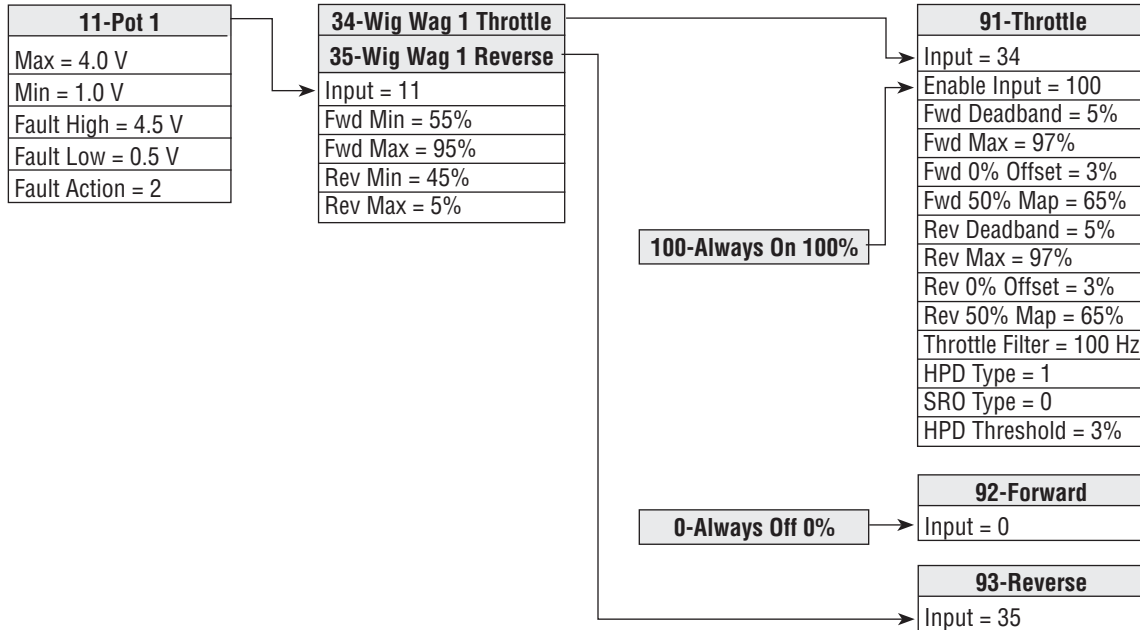 11-Pot 1
Max = 4.0 V
Min = 1.0 V
Fault High = 4.5 V
Fault Low = 0.5 V
Fault Action = 2
34-Wig Wag 1 Throttle
35-Wig Wag 1 Reverse
Input = 11
Fwd Min = 55%
Fwd Max = 95%
Rev Min = 45%
Rev Max = 5%
100-Always On 100%
0-Always Off 0%
91-Throttle
Input = 34
Enable Input = 100
Fwd Deadband = 5%
Fwd Max = 97%
Fwd 0% Offset = 3%
Fwd 50% Map = 65%
Rev Deadband = 5%
Rev Max = 97%
Rev 0% Offset = 3%
Rev 50% Map = 65%
Throttle Filter = 100 Hz
HPD Type = 1
SRO Type = 0
HPD Threshold = 3%
92-Forward
Input = 0
93-Reverse
Input = 35